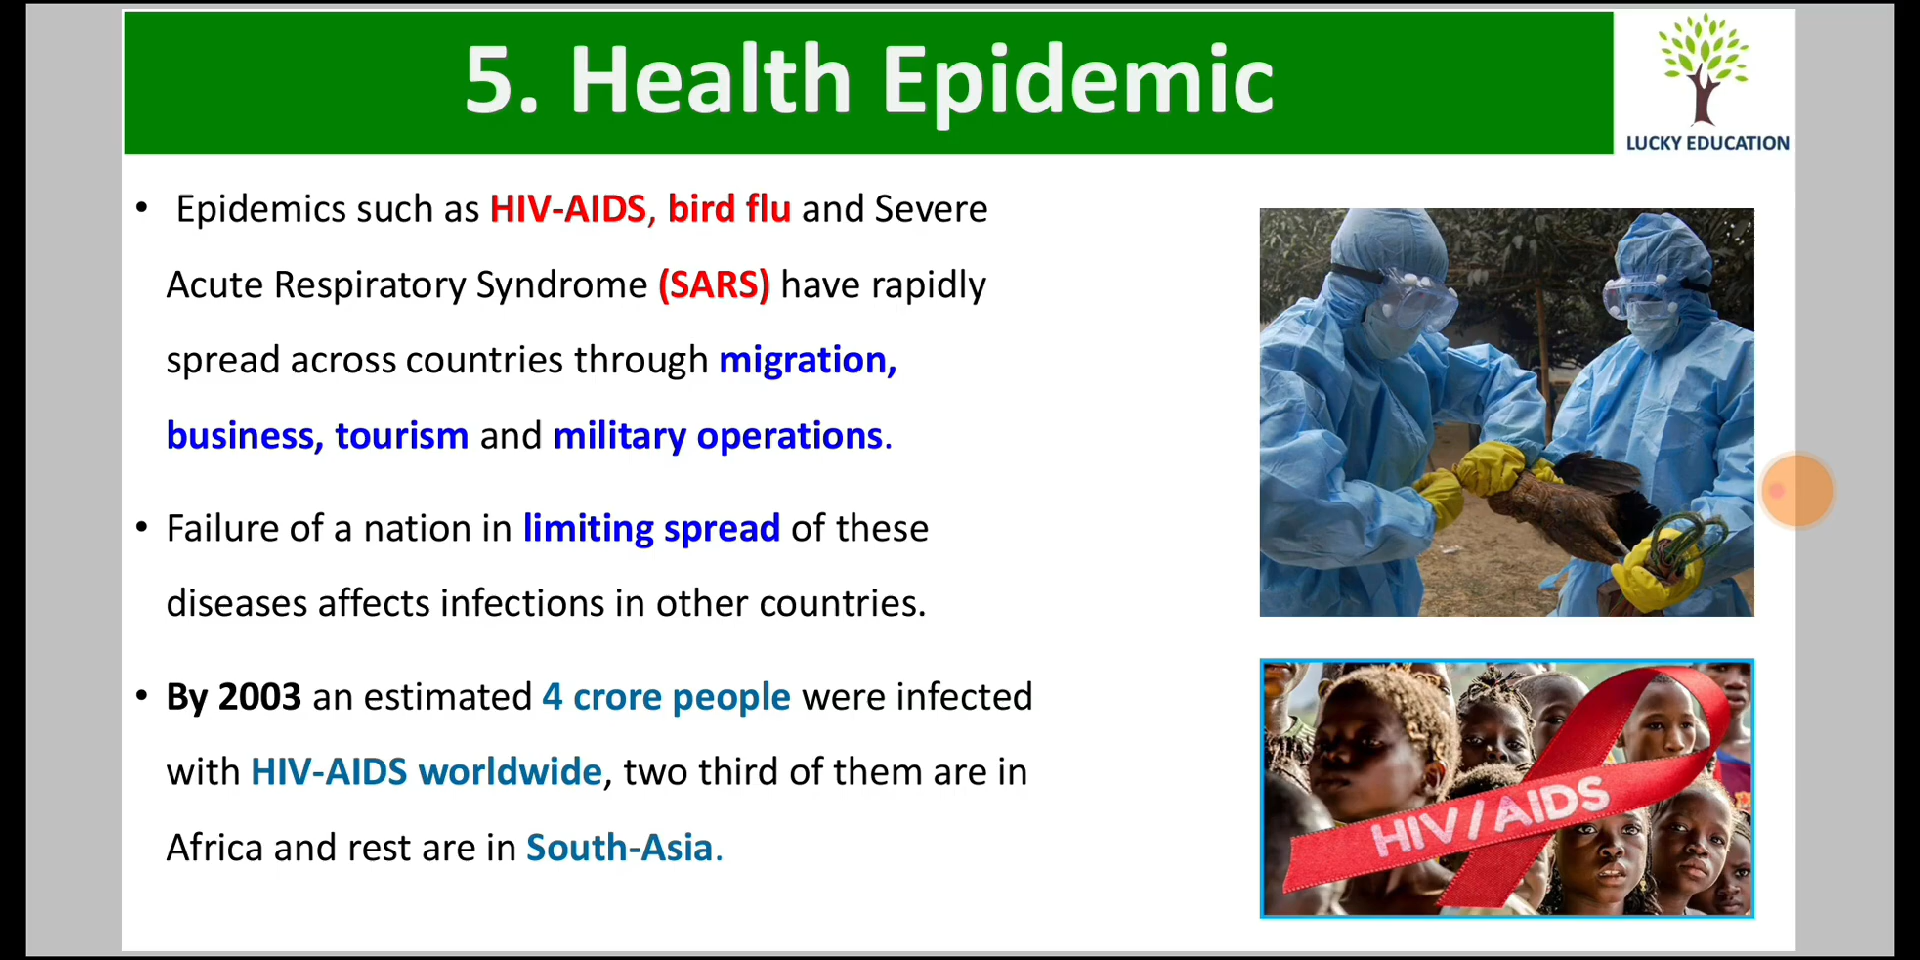 5. Health Epidemic
LUCKY EDUCATION
• Epidemics such as HIV-AIDS, bird flu and Severe
Acute Respiratory Syndrome (SARS) have rapidly
spread across countries through migration,
business, tourism and military operations.
• Failure of a nation in limiting spread of these
diseases affects infections in other countries.
• By 2003 an estimated 4 crore people were infected
with HIV-AIDS worldwide, two third of them are in
Africa and rest are in South-Asia.
HIV/AIDS